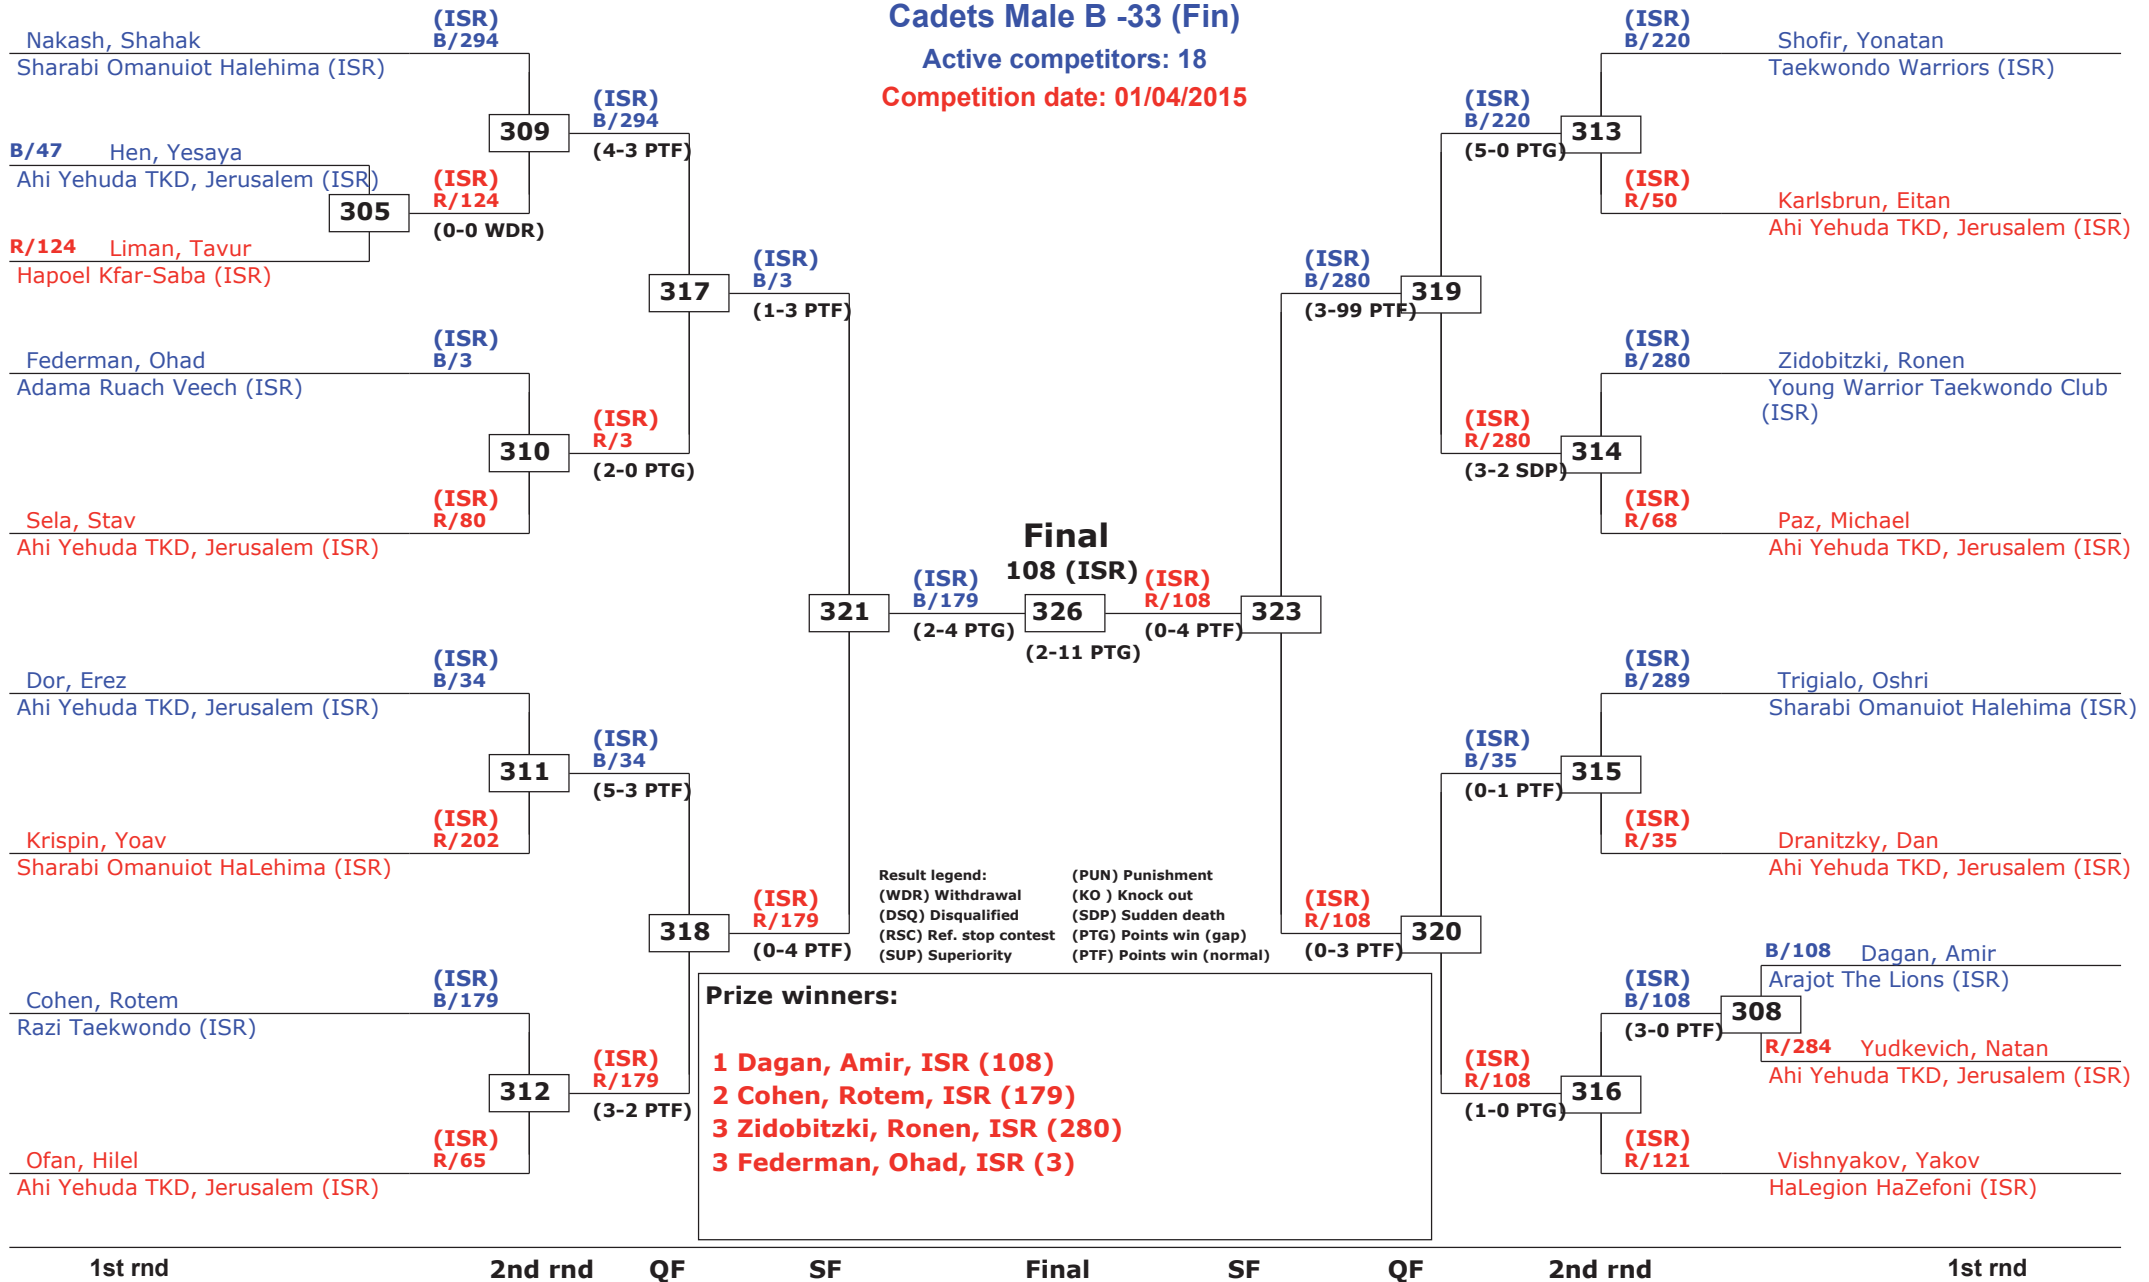 Cadets Male B -33 (Fin)
Active competitors: 18
Competition date: 01/04/2015
Nakash, Shahak
(ISR)
B/294
Sharabi Omanuiot Halehima (ISR)
309
(ISR)
B/294
(4-3 PTF)
B/47 Hen, Yesaya
Ahi Yehuda TKD, Jerusalem (ISR)
305
(ISR)
R/124
(0-0 WDR)
R/124 Liman, Tavur
Hapoel Kfar-Saba (ISR)
317
(ISR)
B/3
(1-3 PTF)
Federman, Ohad
(ISR)
B/3
Adama Ruach Veech (ISR)
310
(ISR)
R/3
(2-0 PTG)
Sela, Stav
(ISR)
R/80
Ahi Yehuda TKD, Jerusalem (ISR)
321
(ISR)
B/179
(2-4 PTG)
Dor, Erez
(ISR)
B/34
Ahi Yehuda TKD, Jerusalem (ISR)
311
(ISR)
B/34
(5-3 PTF)
Krispin, Yoav
(ISR)
R/202
Sharabi Omanuiot HaLehima (ISR)
318
(ISR)
R/179
(0-4 PTF)
Cohen, Rotem
(ISR)
B/179
Razi Taekwondo (ISR)
312
(ISR)
R/179
(3-2 PTF)
Ofan, Hilel
(ISR)
R/65
Ahi Yehuda TKD, Jerusalem (ISR)
Final
108 (ISR)
326
(2-11 PTG)
(ISR)
R/108
(0-4 PTF)
323
(ISR)
B/220
Shofir, Yonatan
Taekwondo Warriors (ISR)
(ISR)
B/220
(5-0 PTG)
313
(ISR)
R/50
Karlsbrun, Eitan
Ahi Yehuda TKD, Jerusalem (ISR)
(ISR)
B/280
(3-99 PTF)
319
(ISR)
B/280
Zidobitzki, Ronen
Young Warrior Taekwondo Club
(ISR)
(ISR)
R/280
(3-2 SDP)
314
(ISR)
R/68
Paz, Michael
Ahi Yehuda TKD, Jerusalem (ISR)
(ISR)
B/289
Trigialo, Oshri
Sharabi Omanuiot Halehima (ISR)
(ISR)
B/35
(0-1 PTF)
315
(ISR)
R/35
Dranitzky, Dan
Ahi Yehuda TKD, Jerusalem (ISR)
(ISR)
R/108
(0-3 PTF)
320
B/108 Dagan, Amir
Arajot The Lions (ISR)
(ISR)
B/108
(3-0 PTF)
308
R/284 Yudkevich, Natan
Ahi Yehuda TKD, Jerusalem (ISR)
(ISR)
R/108
(1-0 PTG)
316
(ISR)
R/121
Vishnyakov, Yakov
HaLegion HaZefoni (ISR)
Result legend: (PUN) Punishment
(WDR) Withdrawal (KO ) Knock out
(DSQ) Disqualified (SDP) Sudden death
(RSC) Ref. stop contest (PTG) Points win (gap)
(SUP) Superiority (PTF) Points win (normal)
Prize winners:
1 Dagan, Amir, ISR (108)
2 Cohen, Rotem, ISR (179)
3 Zidobitzki, Ronen, ISR (280)
3 Federman, Ohad, ISR (3)
1st rnd 2nd rnd QF SF Final SF QF 2nd rnd 1st rnd